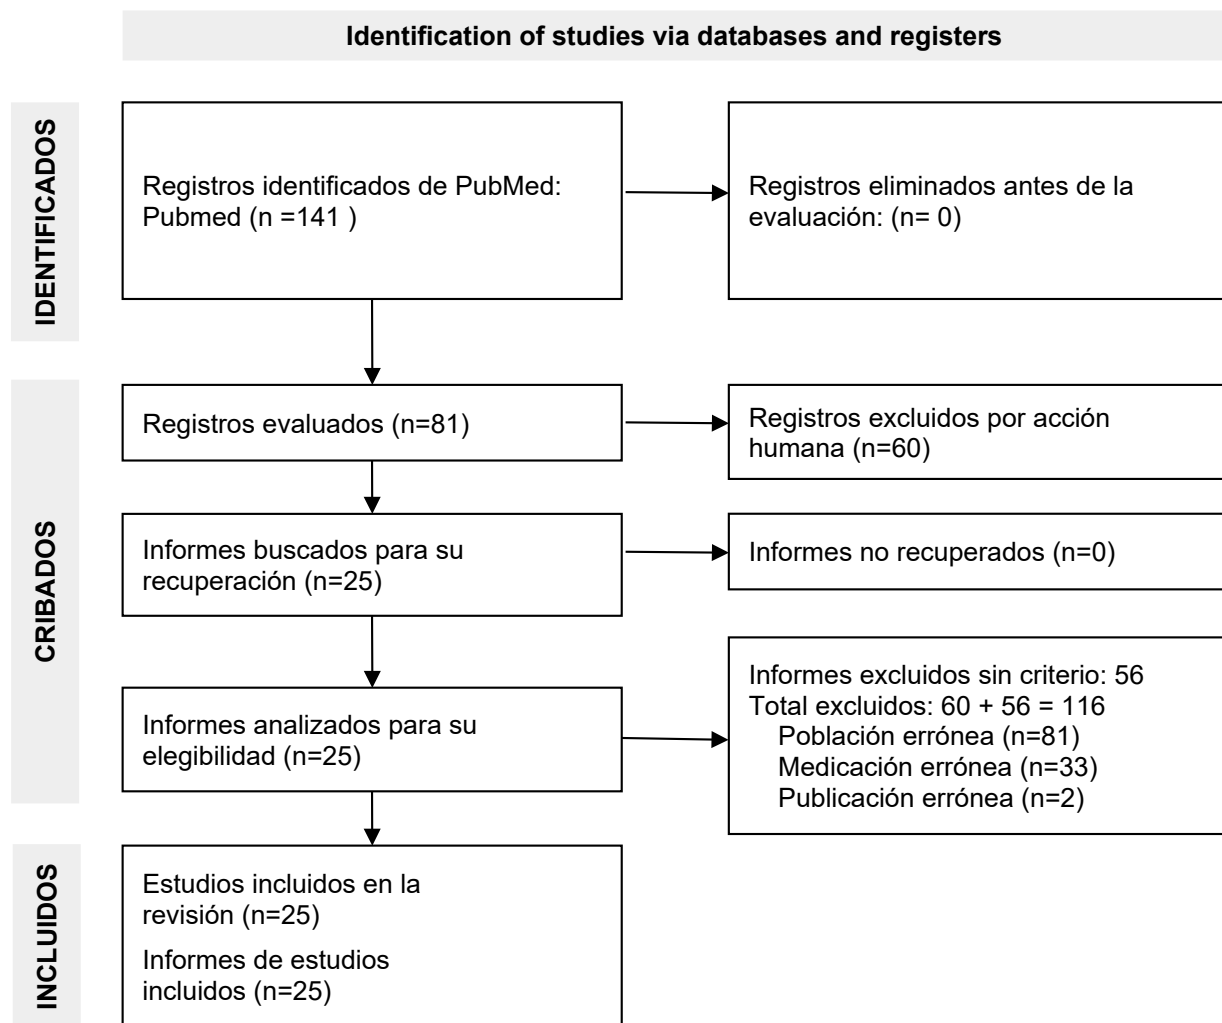 Identification of studies via databases and registers
IDENTIFICADOS
Registros identificados de PubMed:
Pubmed (n =141 )
Registros eliminados antes de la
evaluación: (n= 0)
CRIBADOS
Registros evaluados (n=81)
Registros excluidos por acción
humana (n=60)
Informes buscados para su
recuperación (n=25)
Informes no recuperados (n=0)
Informes analizados para su
elegibilidad (n=25)
Informes excluidos sin criterio: 56
Total excluidos: 60 + 56 = 116
Población errónea (n=81)
Medicación errónea (n=33)
Publicación errónea (n=2)
INCLUIDOS
Estudios incluidos en la
revisión (n=25)
Informes de estudios
incluidos (n=25)